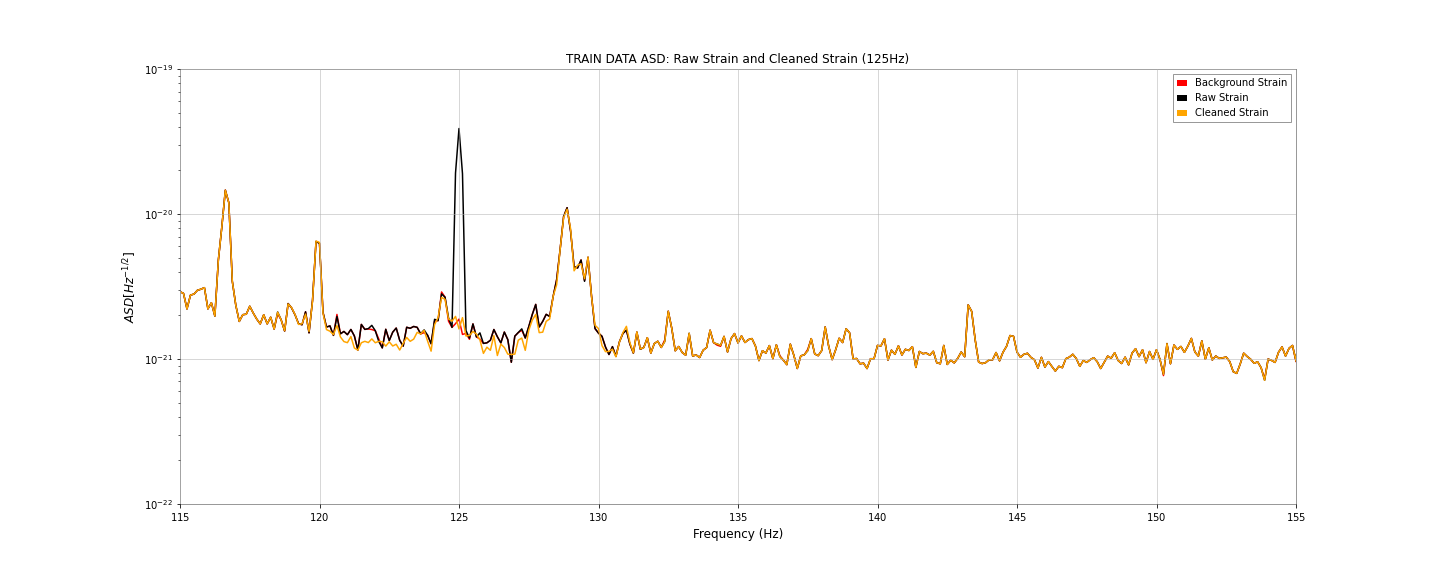 TRAIN DATA ASD: Raw Strain and Cleaned Strain (125Hz)
Background Strain
Raw Strain
Cleaned Strain
ASD[Hz^{-1/2}]
10^{-19}
10^{-20}
10^{-21}
10^{-22}
115 120 125 130 135 140 145 150 155
Frequency (Hz)